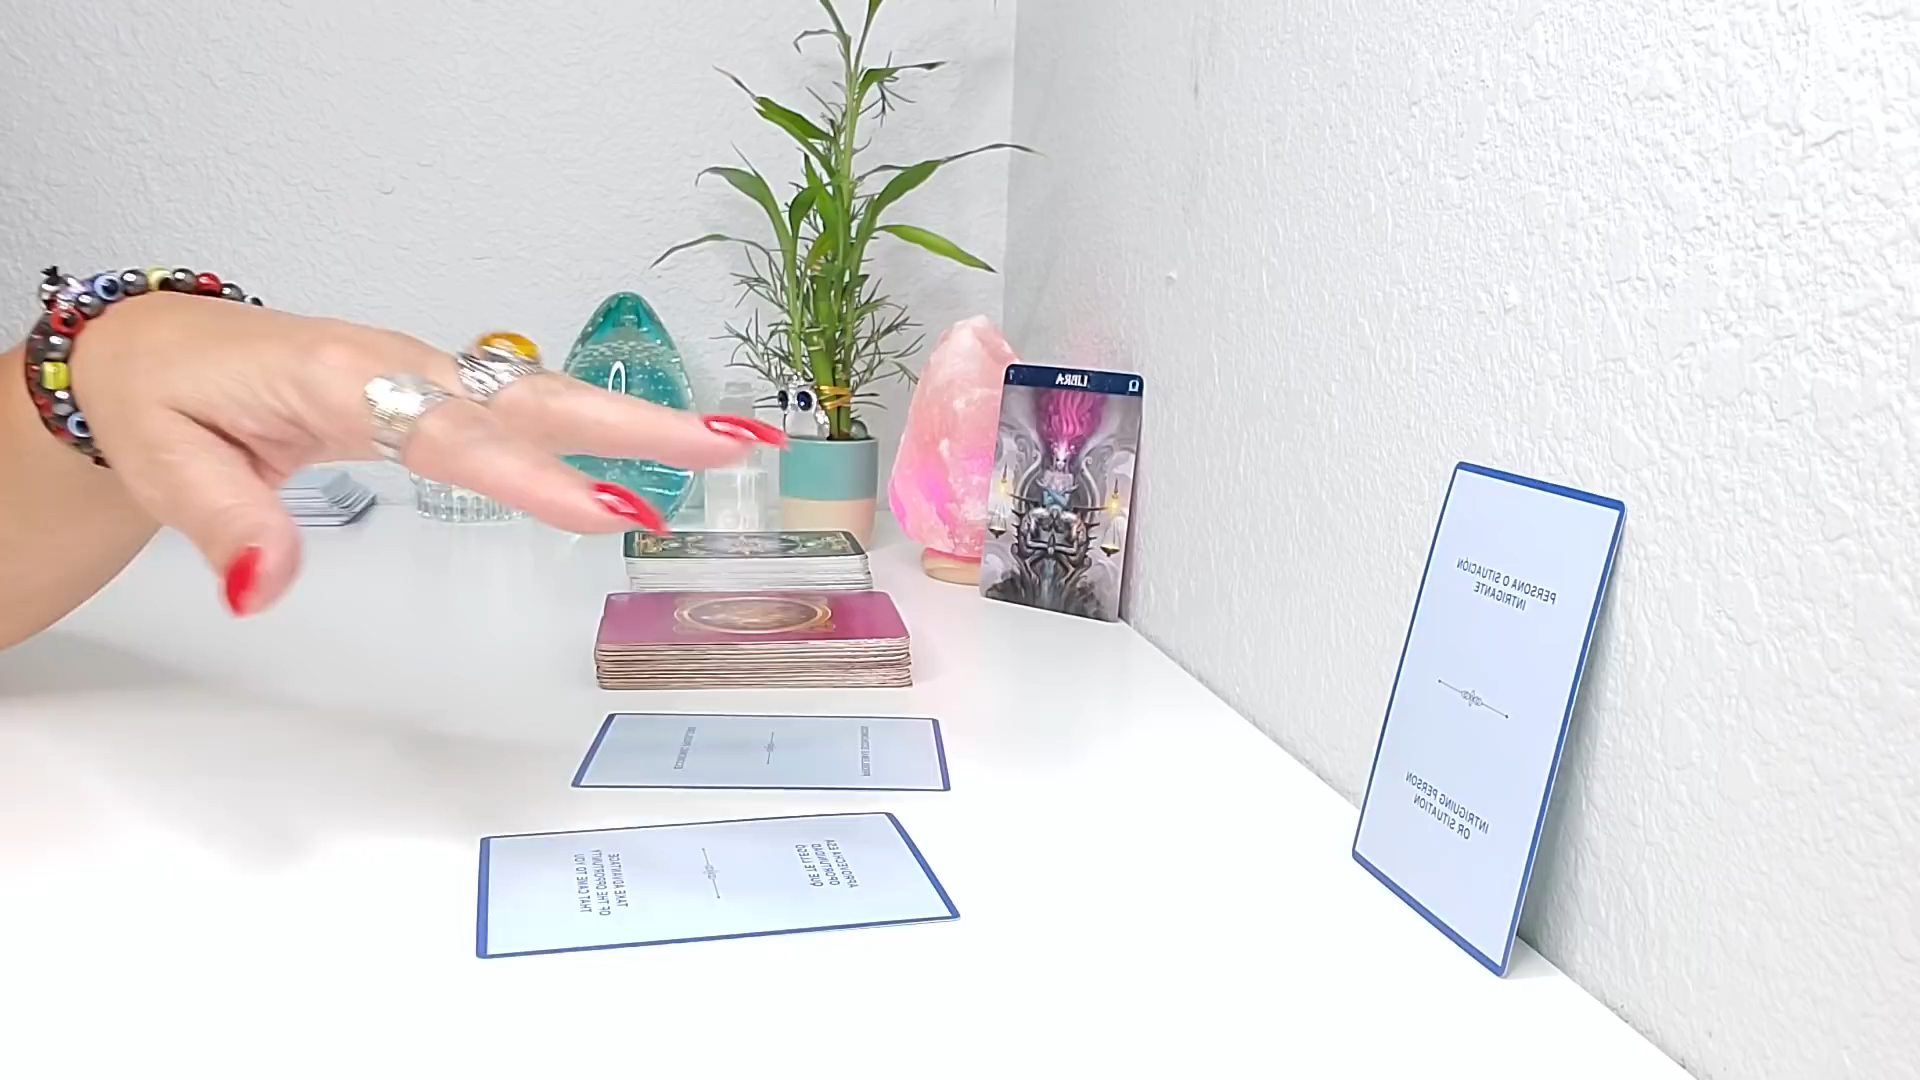 LIBRA
PERSONA O SITUACIÓN
INTRIGANTE
INTRIGUING PERSON
OR SITUATION
APROVECHA ESA
OPORTUNIDAD
QUE TE LLEGÓ
TAKE ADVANTAGE
OF THE OPPORTUNITY
THAT CAME TO YOU